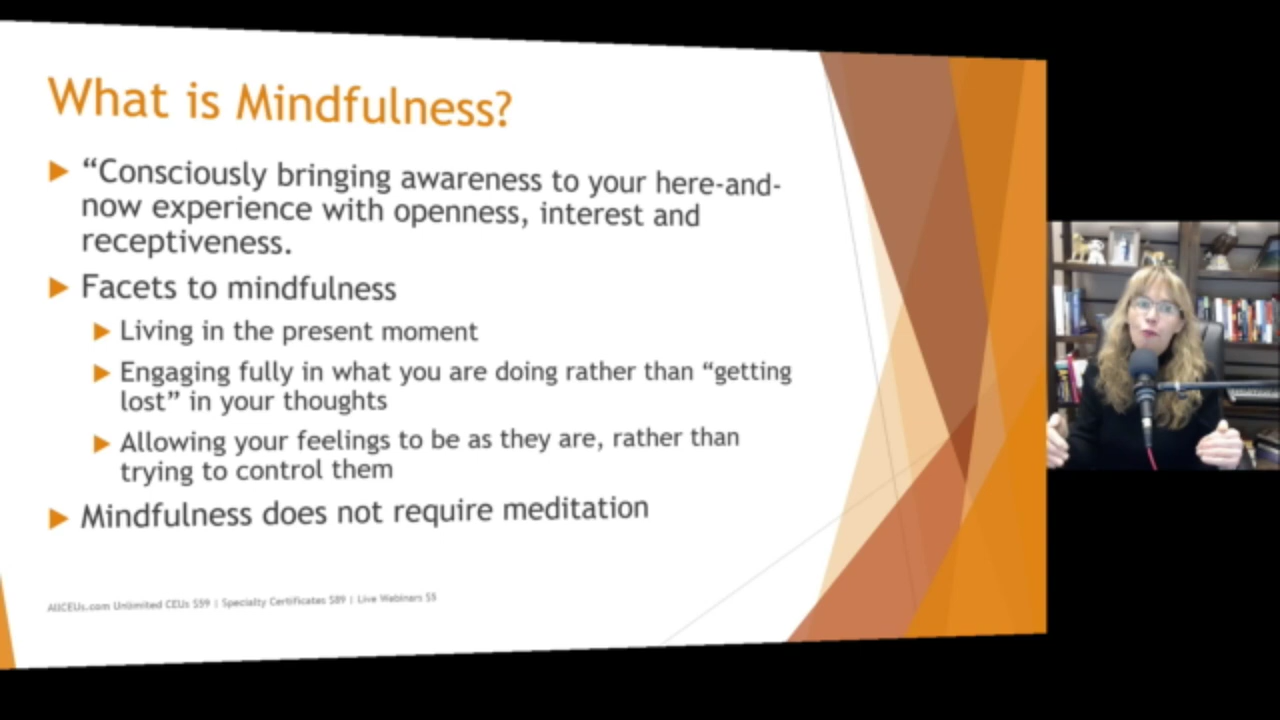 What is Mindfulness?
“Consciously bringing awareness to your here-and-
now experience with openness, interest and
receptiveness.
Facets to mindfulness
Living in the present moment
Engaging fully in what you are doing rather than “getting
lost” in your thoughts
Allowing your feelings to be as they are, rather than
trying to control them
Mindfulness does not require meditation
AllCEUs.com Unlimited CEUs $59 | Specialty Certificates $89 | Live Webinars $5